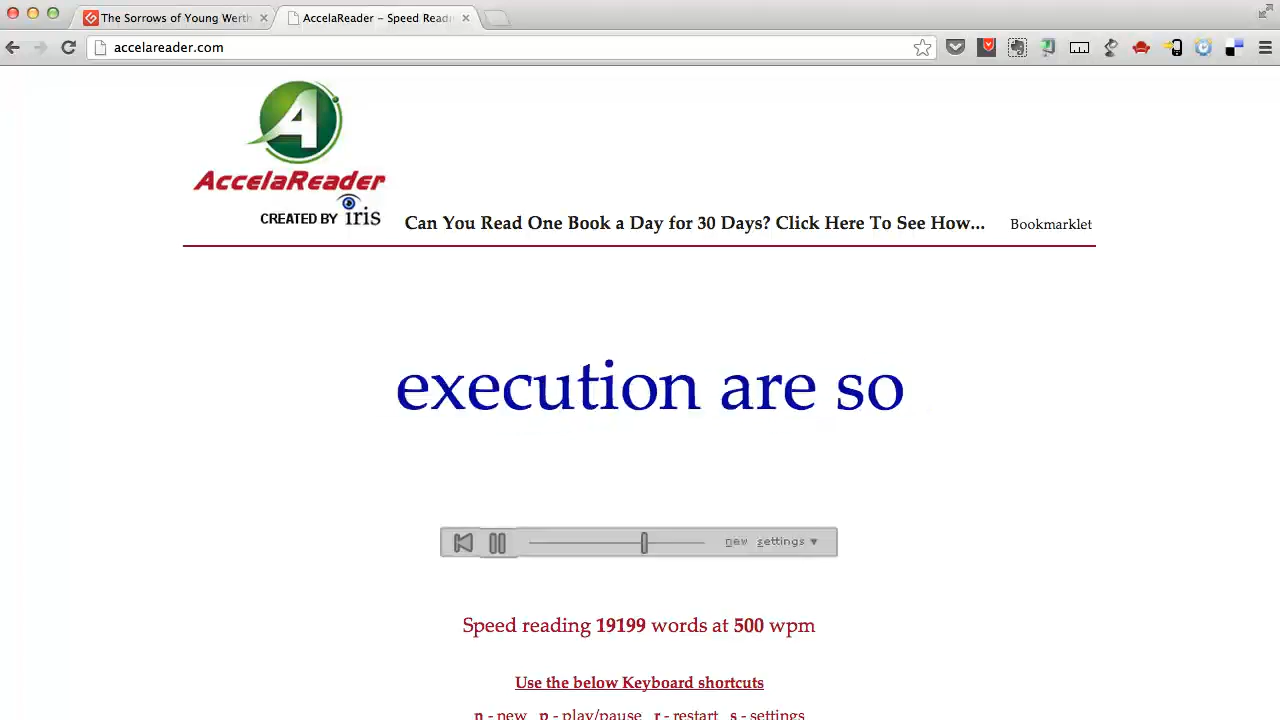 The Sorrows of Young Werth
AccelaReader – Speed Readi
accelareader.com
A
AccelaReader
CREATED BY iris
Can You Read One Book a Day for 30 Days? Click Here To See How... Bookmarklet
execution are so
new settings ▼
Speed reading 19199 words at 500 wpm
Use the below Keyboard shortcuts
n - new p - play/pause r - restart s - settings